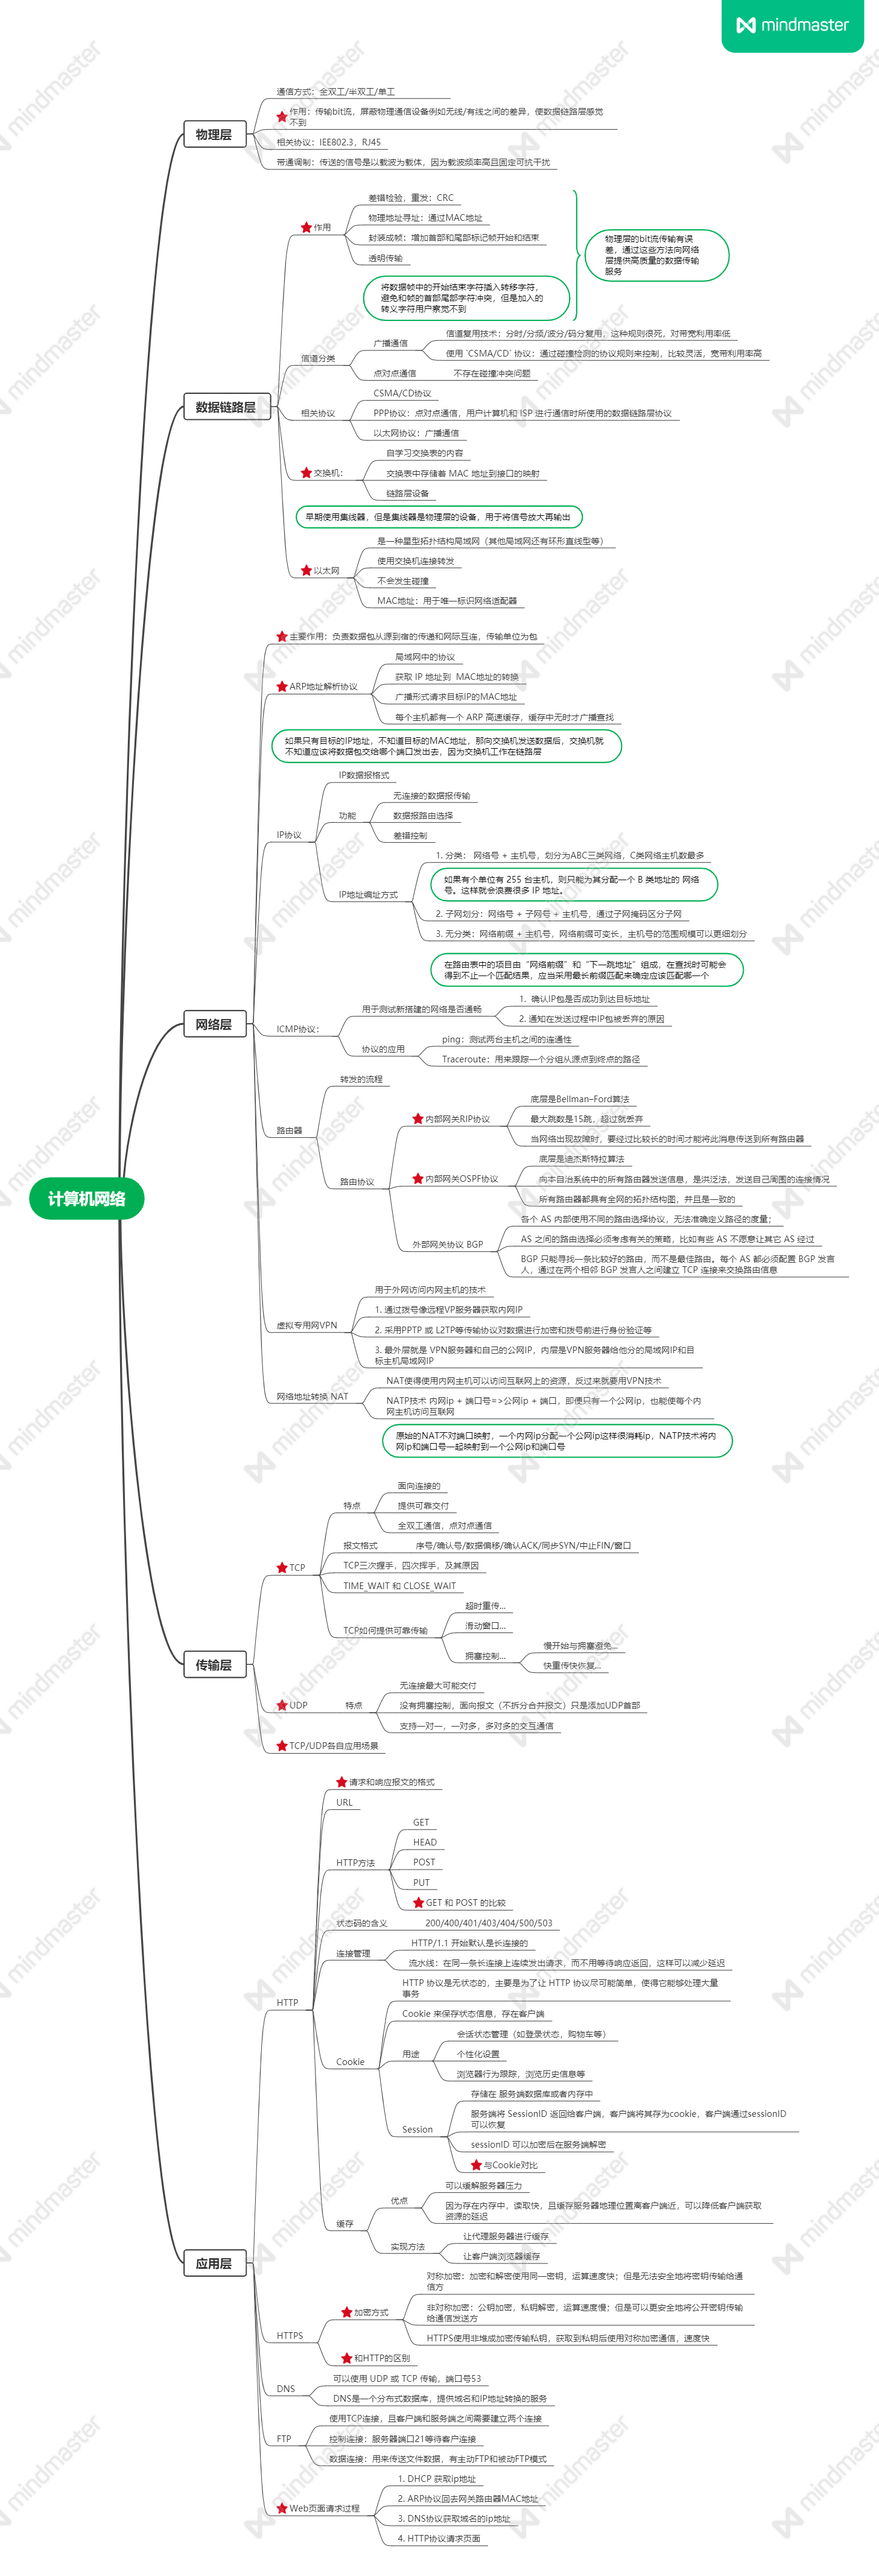 mindmaster
计算机网络
物理层
通信方式：全双工/半双工/单工
作用：传输bit流，屏蔽物理通信设备例如无线/有线之间的差异，使数据链路层感觉
不到
相关协议：IEE802.3，RJ45
带通调制：传送的信号是以载波为载体，因为载波频率高且固定可抗干扰
数据链路层
作用
差错检验，重发：CRC
物理地址寻址：通过MAC地址
封装成帧：增加首部和尾部标记帧开始和结束
透明传输
将数据帧中的开始结束字符插入转移字符，
避免和帧的首部尾部字符冲突，但是加入的
转义字符用户察觉不到
物理层的bit流传输有误
差，通过这些方法向网络
层提供高质量的数据传输
服务
信道分类
广播通信
信道复用技术：分时/分频/波分/码分复用，这种规则很死，对带宽利用率低
使用 `CSMA/CD` 协议：通过碰撞检测的协议规则来控制，比较灵活，宽带利用率高
点对点通信
不存在碰撞冲突问题
相关协议
CSMA/CD协议
PPP协议：点对点通信，用户计算机和 ISP 进行通信时所使用的数据链路层协议
以太网协议：广播通信
交换机：
自学习交换表的内容
交换表中存储着 MAC 地址到接口的映射
链路层设备
早期使用集线器，但是集线器是物理层的设备，用于将信号放大再输出
以太网
是一种星型拓扑结构局域网（其他局域网还有环形直线型等）
使用交换机连接转发
不会发生碰撞
MAC地址：用于唯一标识网络适配器
网络层
主要作用：负责数据包从源到宿的传递和网际互连，传输单位为包
ARP地址解析协议
局域网中的协议
获取 IP 地址到 MAC地址的转换
广播形式请求目标IP的MAC地址
每个主机都有一个 ARP 高速缓存，缓存中无时才广播查找
如果只有目标的IP地址，不知道目标的MAC地址，那向交换机发送数据后，交换机就
不知道应该将数据包交给哪个端口发出去，因为交换机工作在链路层
IP协议
IP数据报格式
功能
无连接的数据报传输
数据报路由选择
差错控制
IP地址编址方式
1. 分类： 网络号 + 主机号，划分为ABC三类网络，C类网络主机数最多
如果有个单位有 255 台主机，则只能为其分配一个 B 类地址的 网络
号。这样就会浪费很多 IP 地址。
2. 子网划分：网络号 + 子网号 + 主机号，通过子网掩码区分子网
3. 无分类：网络前缀 + 主机号，网络前缀可变长，主机号的范围规模可以更细划分
在路由表中的项目由“网络前缀”和“下一跳地址”组成，在查找时可能会
得到不止一个匹配结果，应当采用最长前缀匹配来确定应该匹配哪一个
ICMP协议：
用于测试新搭建的网络是否通畅
1. 确认IP包是否成功到达目标地址
2. 通知在发送过程中IP包被丢弃的原因
协议的应用
ping：测试两台主机之间的连通性
Traceroute：用来跟踪一个分组从源点到终点的路径
路由器
转发的流程
路由协议
内部网关RIP协议
底层是Bellman–Ford算法
最大跳数是15跳，超过就丢弃
当网络出现故障时，要经过比较长的时间才能将此消息传送到所有路由器
内部网关OSPF协议
底层是迪杰斯特拉算法
向本自治系统中的所有路由器发送信息，是洪泛法，发送自己周围的连接情况
所有路由器都具有全网的拓扑结构图，并且是一致的
外部网关协议 BGP
各个 AS 内部使用不同的路由选择协议，无法准确定义路径的度量；
AS 之间的路由选择必须考虑有关的策略，比如有些 AS 不愿意让其它 AS 经过
BGP 只能寻找一条比较好的路由，而不是最佳路由。每个 AS 都必须配置 BGP 发言
人，通过在两个相邻 BGP 发言人之间建立 TCP 连接来交换路由信息
虚拟专用网VPN
用于外网访问内网主机的技术
1. 通过拨号像远程VP服务器获取内网IP
2. 采用PPTP 或 L2TP等传输协议对数据进行加密和拨号前进行身份验证等
3. 最外层就是 VPN服务器和自己的公网IP，内层是VPN服务器给他分的局域网IP和目
标主机局域网IP
网络地址转换 NAT
NAT使得使用内网主机可以访问互联网上的资源，反过来就要用VPN技术
NATP技术 内网ip + 端口号=>公网ip + 端口，即便只有一个公网ip，也能使每个内
网主机访问互联网
原始的NAT不对端口映射，一个内网ip分配一个公网ip这样很消耗ip，NATP技术将内
网ip和端口号一起映射到一个公网ip和端口号
传输层
TCP
特点
面向连接的
提供可靠交付
全双工通信，点对点通信
报文格式
序号/确认号/数据偏移/确认ACK/同步SYN/中止FIN/窗口
TCP三次握手，四次挥手，及其原因
TIME_WAIT 和 CLOSE_WAIT
TCP如何提供可靠传输
超时重传...
滑动窗口...
拥塞控制...
慢开始与拥塞避免...
快重传快恢复...
UDP
特点
无连接最大可能交付
没有拥塞控制，面向报文（不拆分合并报文）只是添加UDP首部
支持一对一，一对多，多对多的交互通信
TCP/UDP各自应用场景
应用层
HTTP
请求和响应报文的格式
URL
HTTP方法
GET
HEAD
POST
PUT
GET 和 POST 的比较
状态码的含义
200/400/401/403/404/500/503
连接管理
HTTP/1.1 开始默认是长连接的
流水线：在同一条长连接上连续发出请求，而不用等待响应返回，这样可以减少延迟
Cookie
HTTP 协议是无状态的，主要是为了让 HTTP 协议尽可能简单，使得它能够处理大量
事务
Cookie 来保存状态信息，存在客户端
用途
会话状态管理（如登录状态，购物车等）
个性化设置
浏览器行为跟踪，浏览历史信息等
Session
存储在 服务端数据库或者内存中
服务端将 SessionID 返回给客户端，客户端将其存为cookie，客户端通过sessionID
可以恢复
sessionID 可以加密后在服务端解密
与Cookie对比
缓存
优点
可以缓解服务器压力
因为存在内存中，读取快，且缓存服务器地理位置离客户端近，可以降低客户端获取
资源的延迟
实现方法
让代理服务器进行缓存
让客户端浏览器缓存
HTTPS
加密方式
对称加密：加密和解密使用同一密钥，运算速度快；但是无法安全地将密钥传输给通
信方
非对称加密：公钥加密，私钥解密，运算速度慢；但是可以更安全地将公开密钥传输
给通信发送方
HTTPS使用非堆成加密传输私钥，获取到私钥后使用对称加密通信，速度快
和HTTP的区别
DNS
可以使用 UDP 或 TCP 传输，端口号53
DNS是一个分布式数据库，提供域名和IP地址转换的服务
FTP
使用TCP连接，且客户端和服务端之间需要建立两个连接
控制连接：服务器端口21等待客户连接
数据连接：用来传送文件数据，有主动FTP和被动FTP模式
Web页面请求过程
1. DHCP 获取ip地址
2. ARP协议回去网关路由器MAC地址
3. DNS协议获取域名的ip地址
4. HTTP协议请求页面